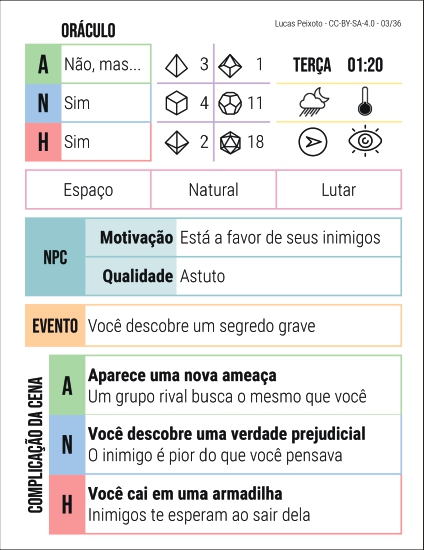 Lucas Peixoto - CC-BY-SA-4.0 - 03/36
ORÁCULO
A Não, mas...
N Sim
H Sim
3 1
4 11
2 18
TERÇA 01:20
Espaço Natural Lutar
NPC
Motivação Está a favor de seus inimigos
Qualidade Astuto
EVENTO Você descobre um segredo grave
COMPLICAÇÃO DA CENA
A
Aparece uma nova ameaça
Um grupo rival busca o mesmo que você
N
Você descobre uma verdade prejudicial
O inimigo é pior do que você pensava
H
Você cai em uma armadilha
Inimigos te esperam ao sair dela